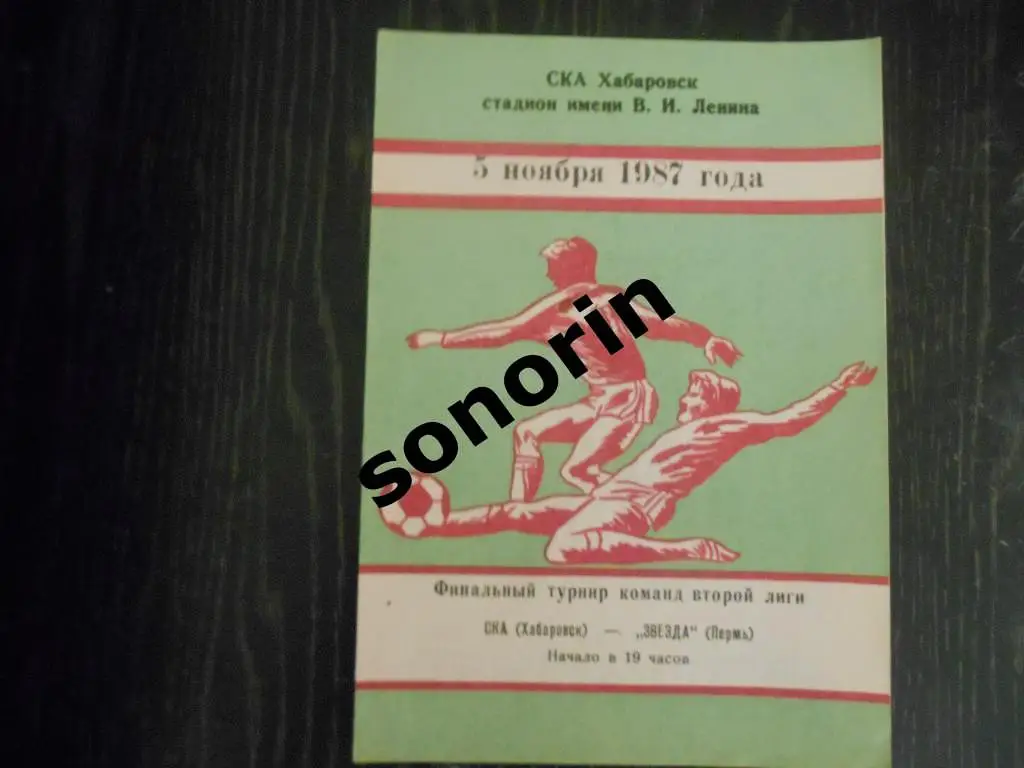 СКА Хабаровск
стадион имени В. И. Ленина
5 ноября 1987 года
sonorin
Финальный турнир команд второй лиги
СКА (Хабаровск) — „ЗВЕЗДА" (Пермь)
Начало в 19 часов